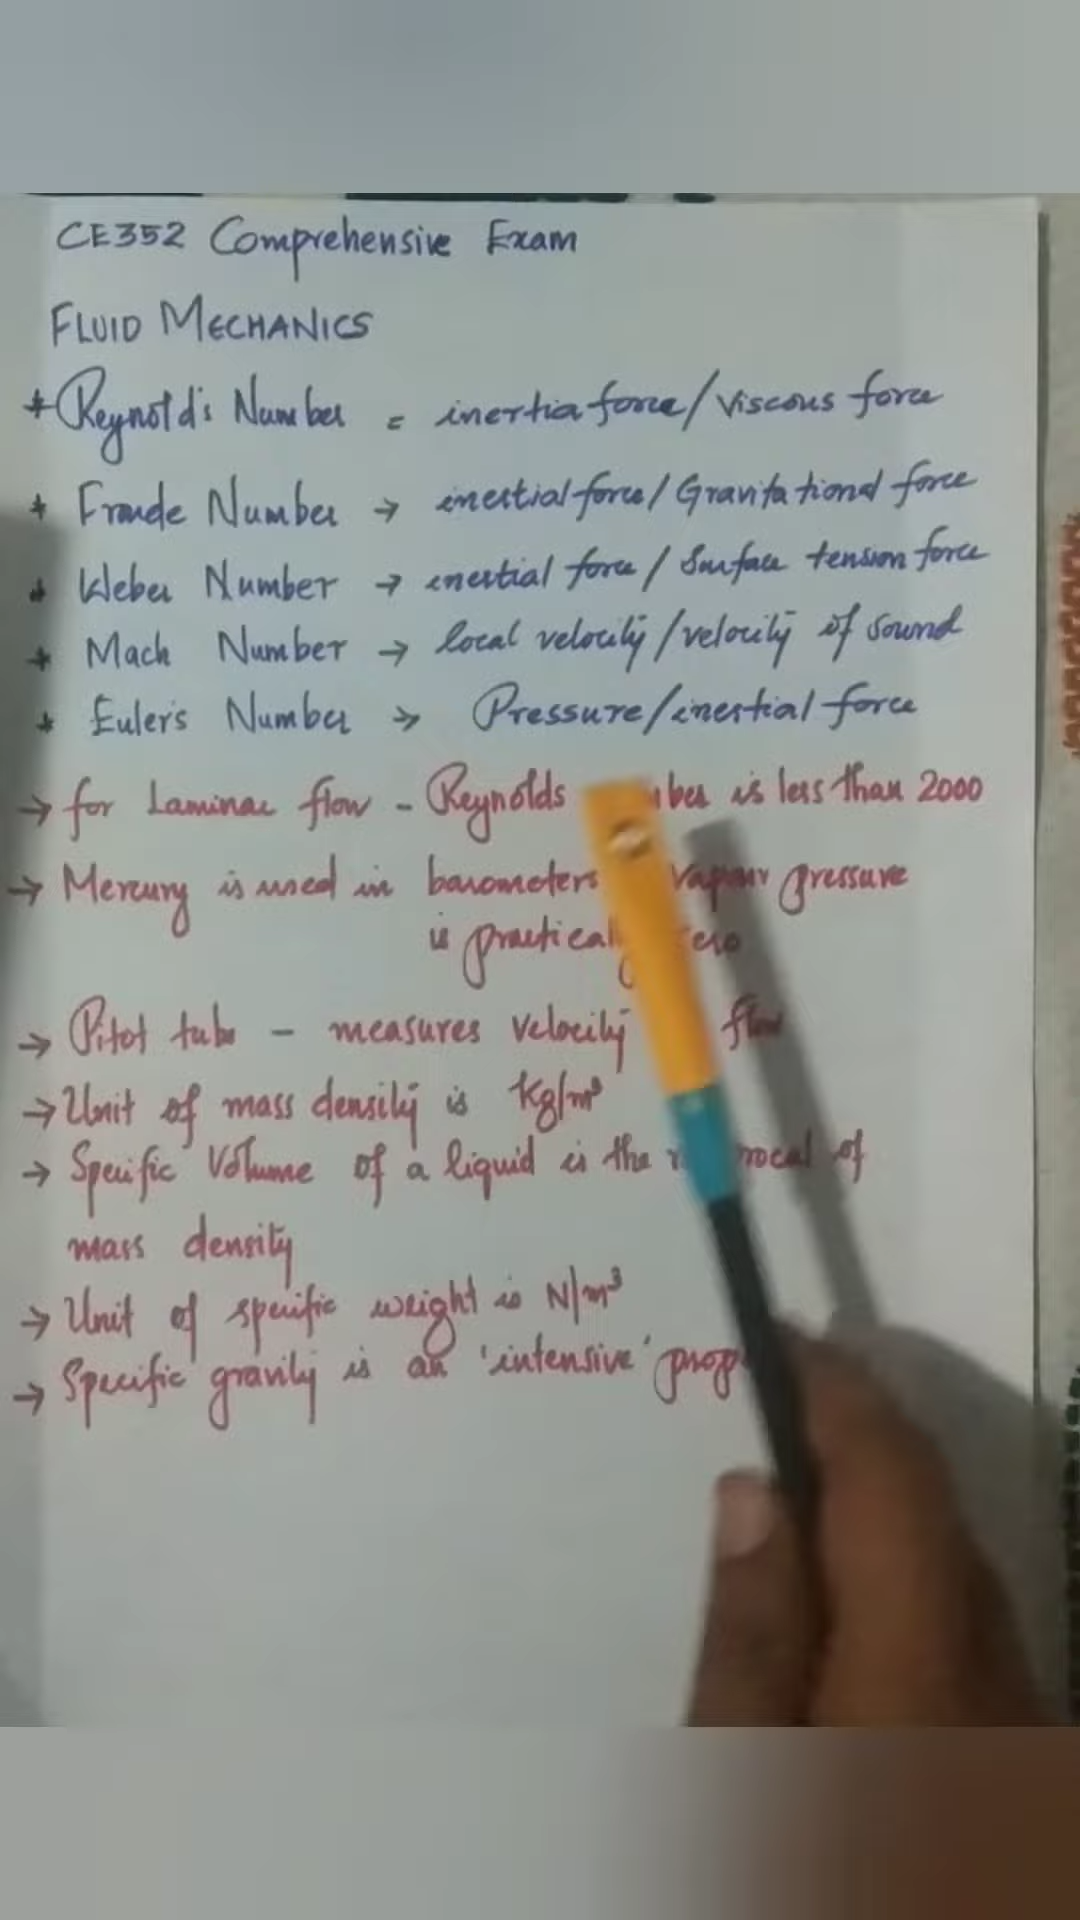 CE352 Comprehensive Exam
FLUID MECHANICS
* Reynold's Number = inertia force/viscous force
* Froude Number → inertial force/Gravitational force
* Weber Number → inertial force/Surface tension force
* Mach Number → local velocity/velocity of sound
* Euler's Number → Pressure/inertial force
→ for Laminar flow - Reynolds is less than 2000
→ Mercury is used in barometers vapour pressure
is practically zero
→ Pitot tube - measures velocity flow
→ Unit of mass density is Kg/m³
→ Specific Volume of a liquid is the of
mass density
→ Unit of specific weight is N/m³
→ Specific gravity is an 'intensive'